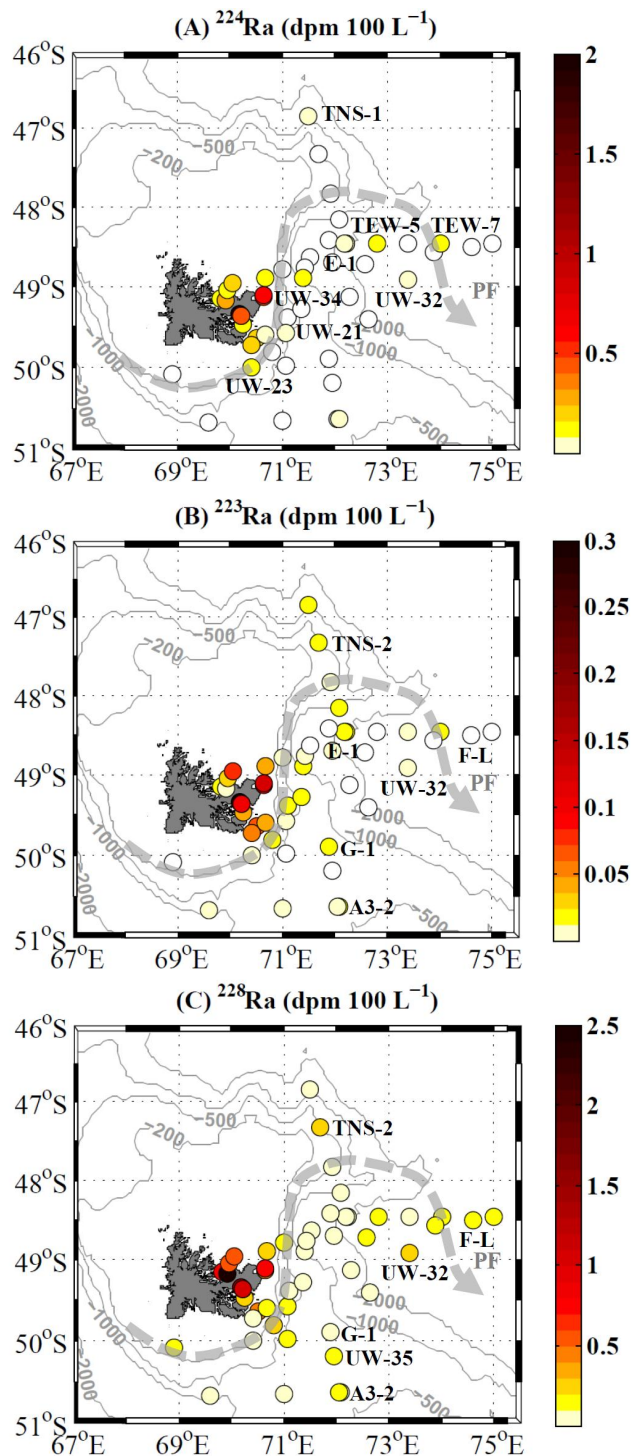 (A) ²²⁴Ra (dpm 100 L⁻¹)
46°S
47°S
48°S
49°S
50°S
51°S
67°E
69°E
71°E
73°E
75°E
−200
−500
TNS-1
TEW-5
TEW-7
E-1
UW-34
UW-32
PF
UW-21
UW-23
−2000
−1000
−1000
−2000
−500
2
1.5
1
0.5
(B) ²²³Ra (dpm 100 L⁻¹)
46°S
47°S
48°S
49°S
50°S
51°S
67°E
69°E
71°E
73°E
75°E
−200
−500
TNS-2
E-1
F-L
UW-32
PF
G-1
A3-2
−2000
−1000
−1000
−2000
−500
0.3
0.25
0.2
0.15
0.1
0.05
(C) ²²⁸Ra (dpm 100 L⁻¹)
46°S
47°S
48°S
49°S
50°S
51°S
67°E
69°E
71°E
73°E
75°E
−200
−500
TNS-2
F-L
UW-32
PF
G-1
UW-35
A3-2
−2000
−1000
−1000
−2000
−500
2.5
2
1.5
1
0.5